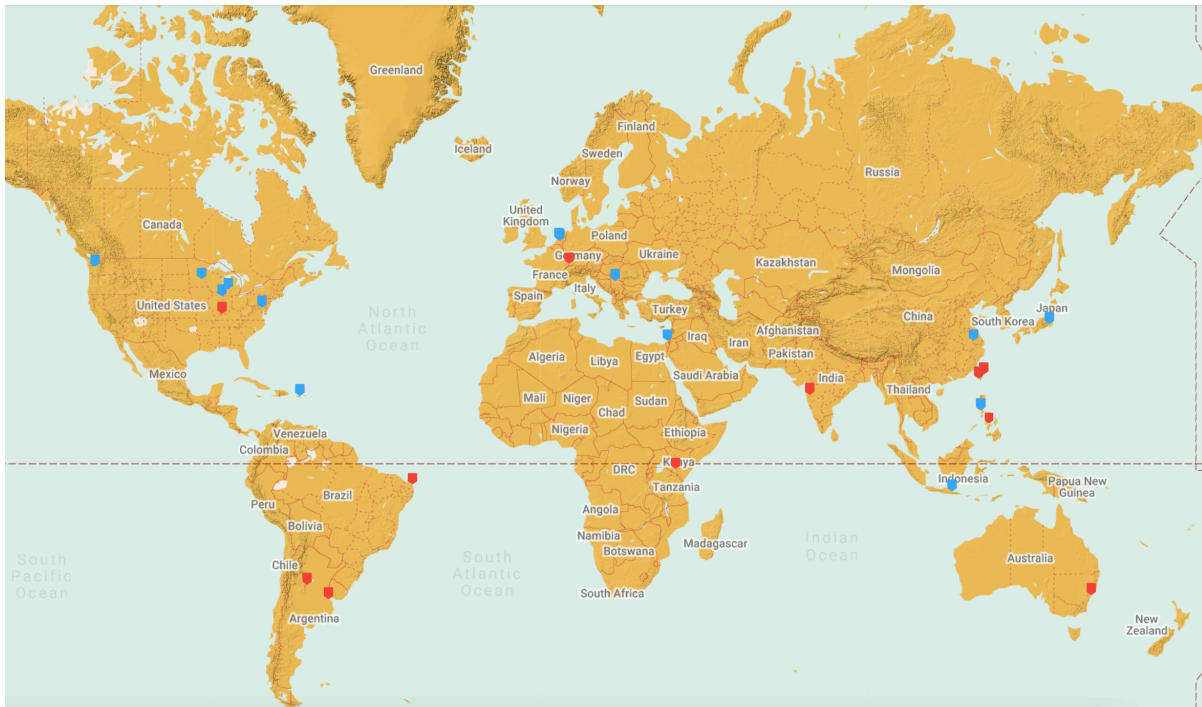 Greenland
Iceland
Finland
Sweden
Norway
Russia
United
Kingdom
Poland
Germany
Ukraine
France
Italy
Spain
Turkey
Kazakhstan
Mongolia
Canada
United States
North
Atlantic
Ocean
Mexico
Japan
South Korea
China
Afghanistan
Iraq
Iran
Pakistan
Algeria
Libya
Egypt
Saudi Arabia
India
Thailand
Mali
Niger
Chad
Sudan
Nigeria
Ethiopia
Venezuela
Colombia
DRC
Kenya
Tanzania
Indonesia
Papua New
Guinea
Peru
Brazil
Bolivia
Angola
Namibia
Botswana
Madagascar
Indian
Ocean
South
Pacific
Ocean
Chile
South
Atlantic
Ocean
Australia
South Africa
Argentina
New
Zealand